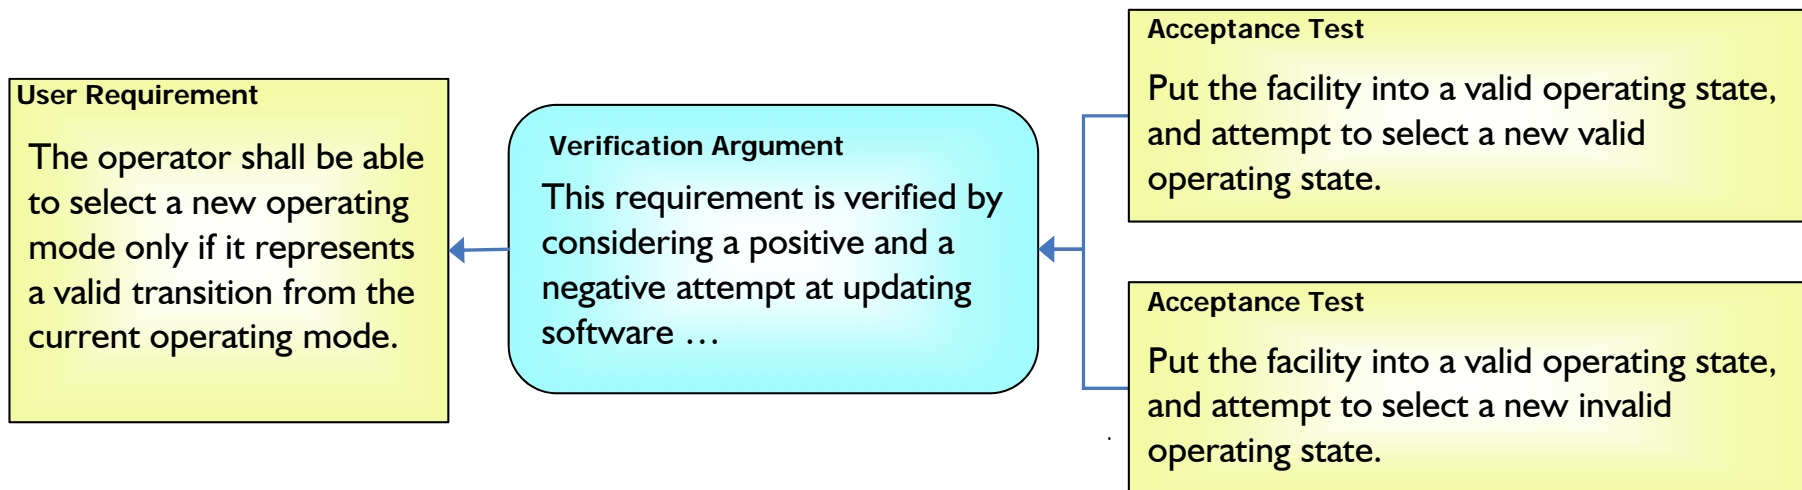 User Requirement
The operator shall be able
to select a new operating
mode only if it represents
a valid transition from the
current operating mode.
Verification Argument
This requirement is verified by
considering a positive and a
negative attempt at updating
software …
Acceptance Test
Put the facility into a valid operating state,
and attempt to select a new valid
operating state.
Acceptance Test
Put the facility into a valid operating state,
and attempt to select a new invalid
operating state.
.